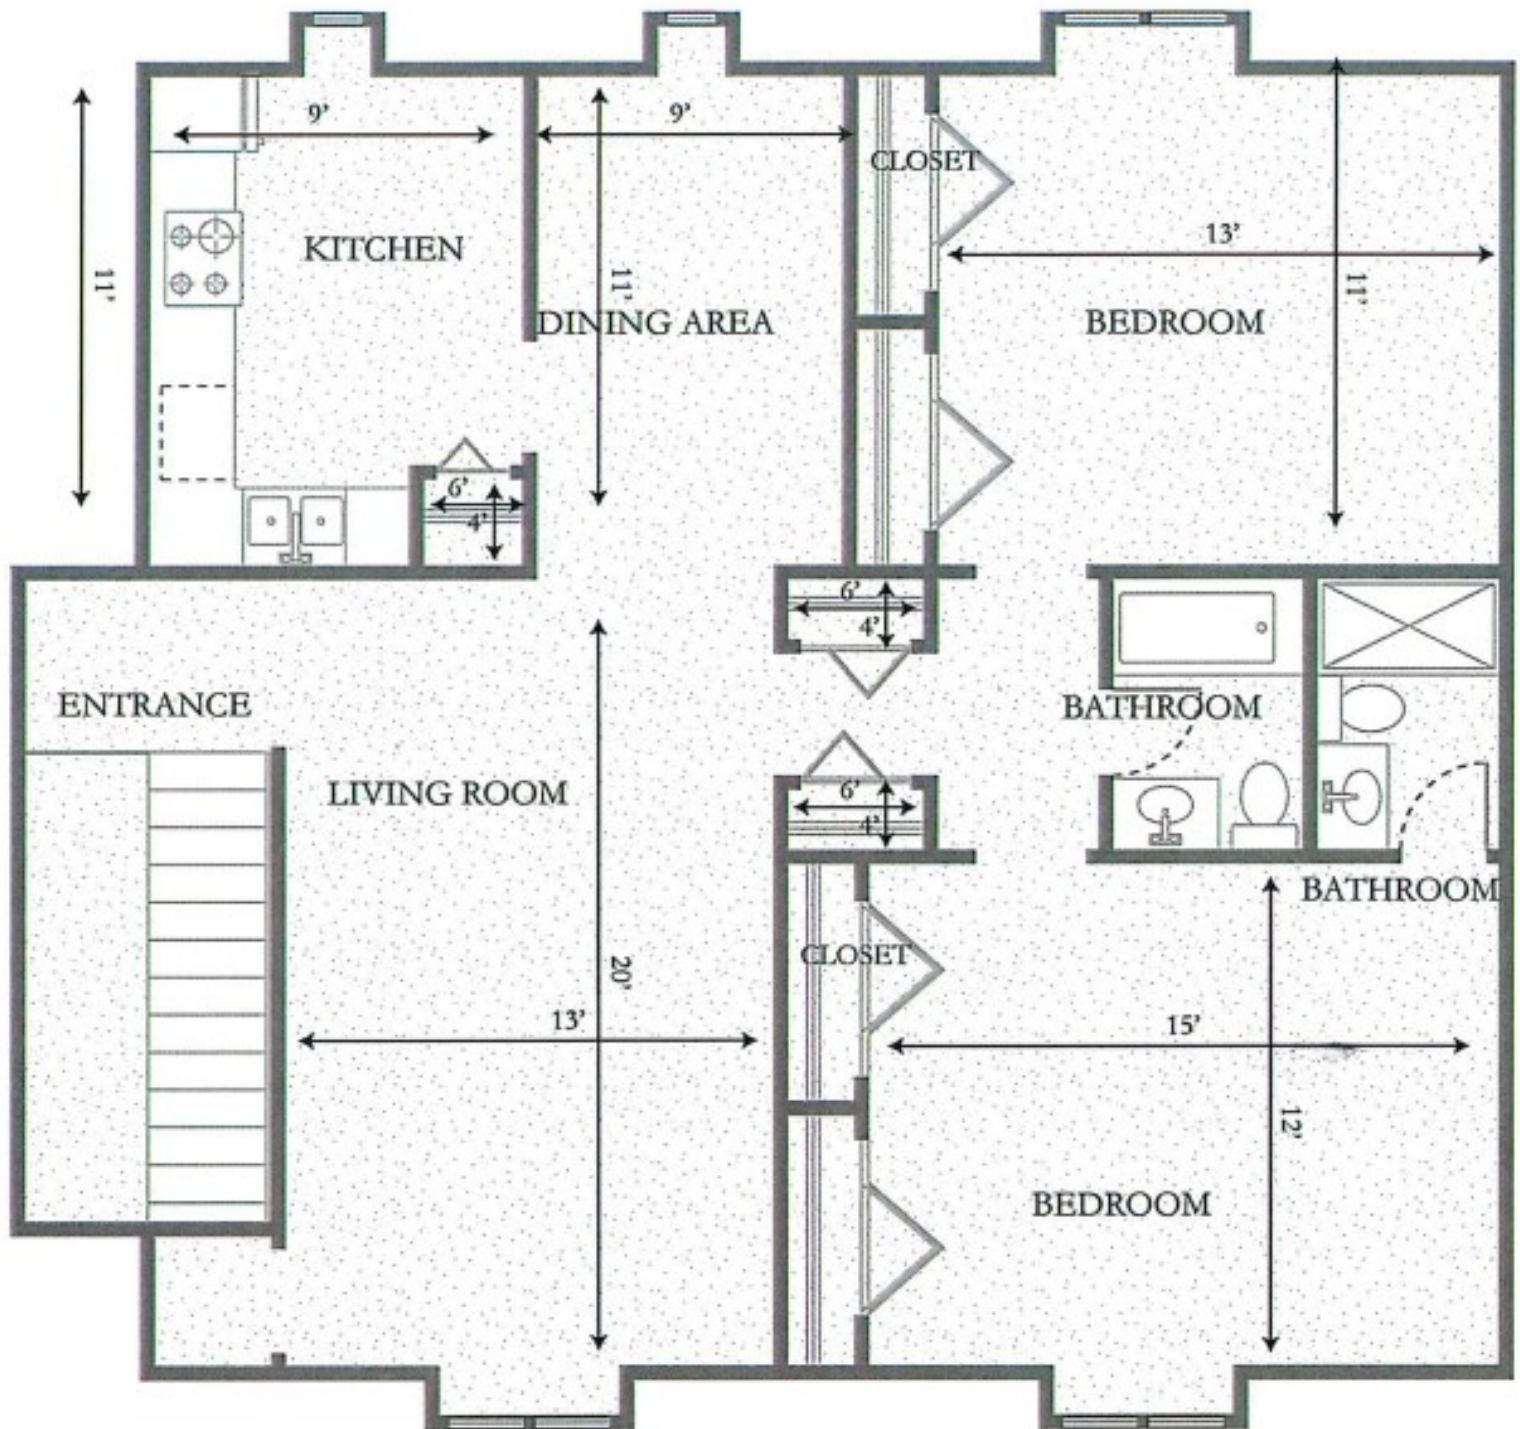 9’
9’
CLOSET
13’
KITCHEN
11’
11’
11’
DINING AREA
BEDROOM
6’
4’
6’
4’
ENTRANCE
BATHROOM
LIVING ROOM
6’
4’
BATHROOM
CLOSET
20’
13’
15’
12’
BEDROOM